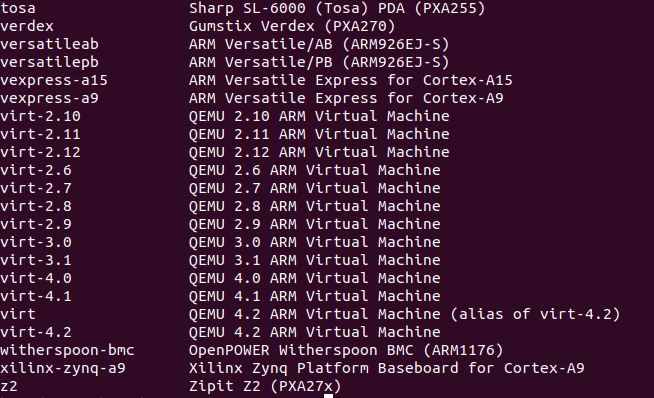 tosa                 Sharp SL-6000 (Tosa) PDA (PXA255)
verdex               Gumstix Verdex (PXA270)
versatileab          ARM Versatile/AB (ARM926EJ-S)
versatilepb          ARM Versatile/PB (ARM926EJ-S)
vexpress-a15         ARM Versatile Express for Cortex-A15
vexpress-a9          ARM Versatile Express for Cortex-A9
virt-2.10            QEMU 2.10 ARM Virtual Machine
virt-2.11            QEMU 2.11 ARM Virtual Machine
virt-2.12            QEMU 2.12 ARM Virtual Machine
virt-2.6             QEMU 2.6 ARM Virtual Machine
virt-2.7             QEMU 2.7 ARM Virtual Machine
virt-2.8             QEMU 2.8 ARM Virtual Machine
virt-2.9             QEMU 2.9 ARM Virtual Machine
virt-3.0             QEMU 3.0 ARM Virtual Machine
virt-3.1             QEMU 3.1 ARM Virtual Machine
virt-4.0             QEMU 4.0 ARM Virtual Machine
virt-4.1             QEMU 4.1 ARM Virtual Machine
virt                 QEMU 4.2 ARM Virtual Machine (alias of virt-4.2)
virt-4.2             QEMU 4.2 ARM Virtual Machine
witherspoon-bmc      OpenPOWER Witherspoon BMC (ARM1176)
xilinx-zynq-a9       Xilinx Zynq Platform Baseboard for Cortex-A9
z2                   Zipit Z2 (PXA27x)